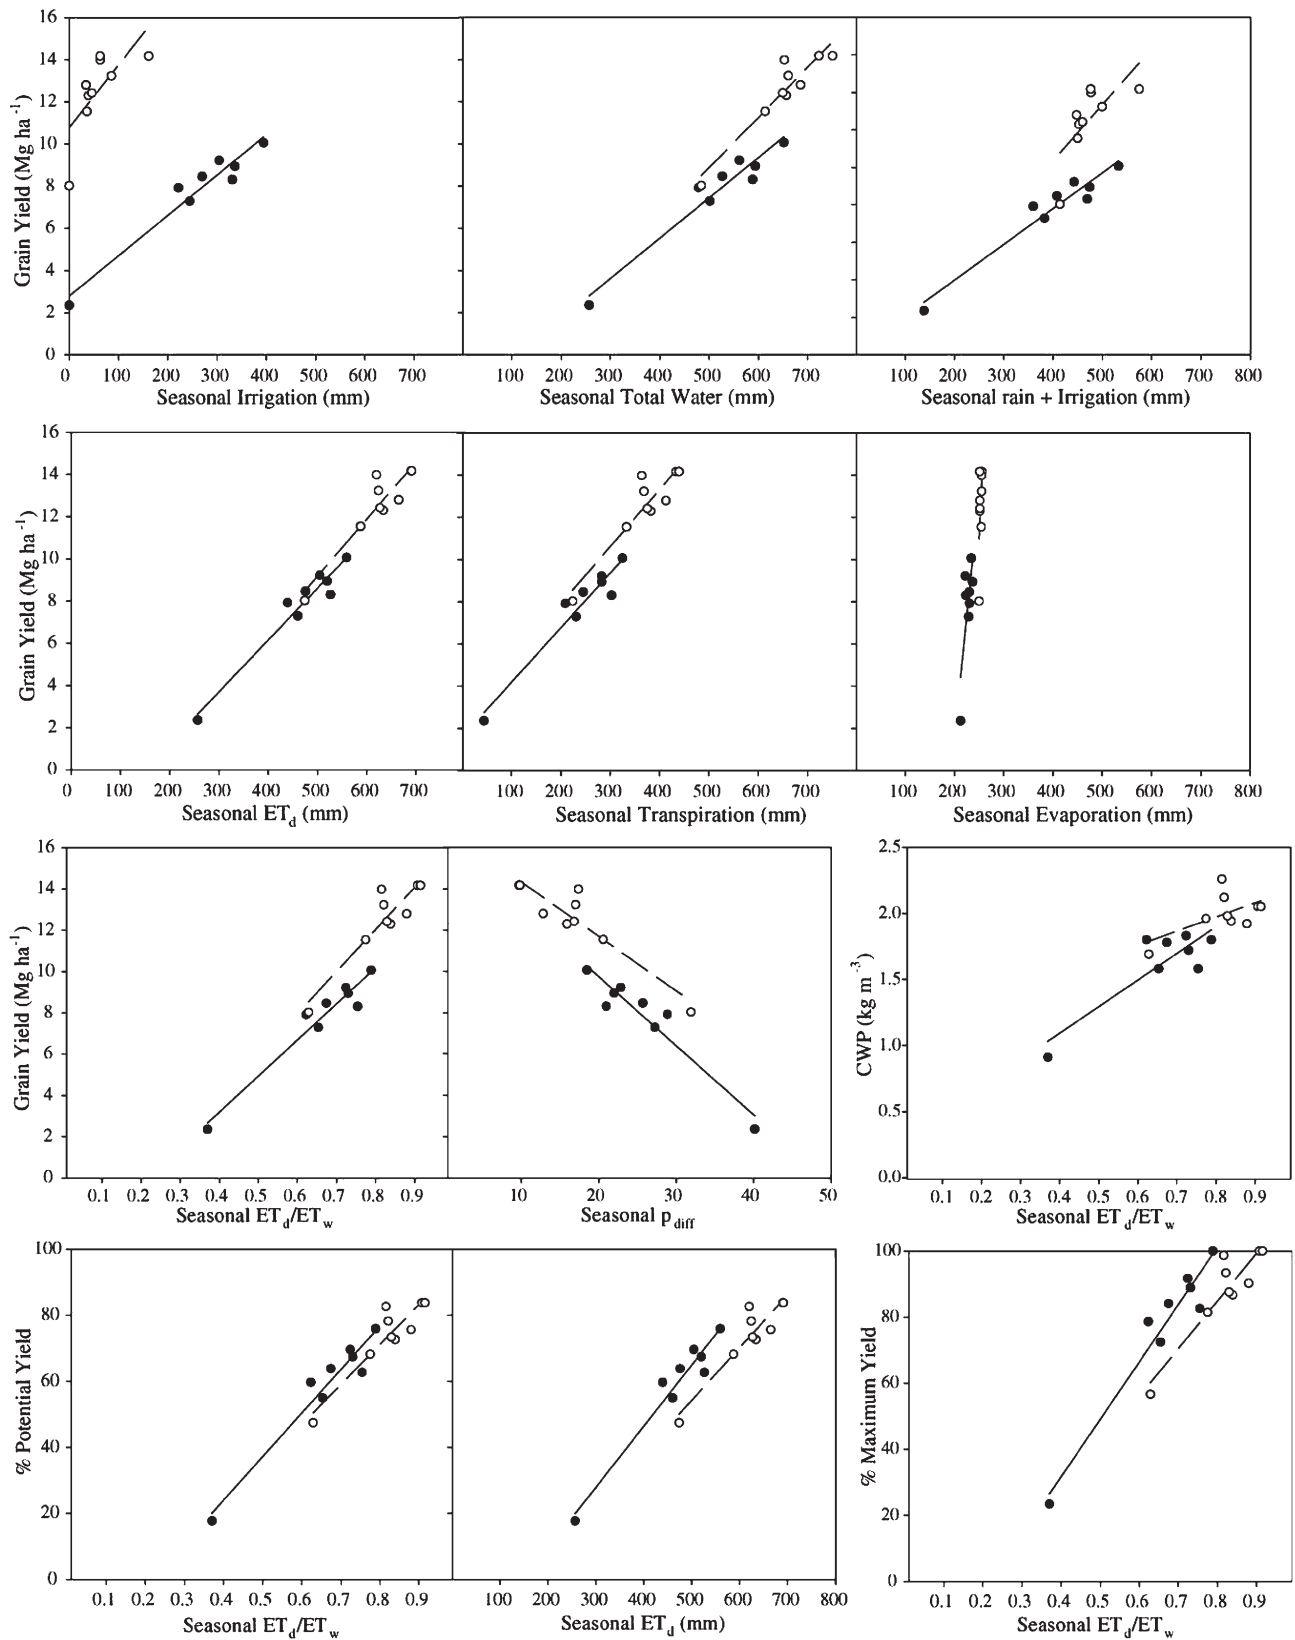 16
14
12
10
8
6
4
2
0
Grain Yield (Mg ha⁻¹)
0 100 200 300 400 500 600 700
100 200 300 400 500 600 700
100 200 300 400 500 600 700 800
Seasonal Irrigation (mm)
Seasonal Total Water (mm)
Seasonal rain + Irrigation (mm)
16
14
12
10
8
6
4
2
0
Grain Yield (Mg ha⁻¹)
0 100 200 300 400 500 600 700
100 200 300 400 500 600 700
100 200 300 400 500 600 700 800
Seasonal ET_d (mm)
Seasonal Transpiration (mm)
Seasonal Evaporation (mm)
16
14
12
10
8
6
4
2
0
Grain Yield (Mg ha⁻¹)
0.1 0.2 0.3 0.4 0.5 0.6 0.7 0.8 0.9
Seasonal ET_d/ET_w
10 20 30 40 50
Seasonal p_diff
2.5
2.0
1.5
1.0
0.5
0.0
CWP (kg m⁻³)
0.1 0.2 0.3 0.4 0.5 0.6 0.7 0.8 0.9
Seasonal ET_d/ET_w
100
80
60
40
20
0
% Potential Yield
0.1 0.2 0.3 0.4 0.5 0.6 0.7 0.8 0.9
Seasonal ET_d/ET_w
100 200 300 400 500 600 700 800
Seasonal ET_d (mm)
100
80
60
40
20
0
% Maximum Yield
0.1 0.2 0.3 0.4 0.5 0.6 0.7 0.8 0.9
Seasonal ET_d/ET_w